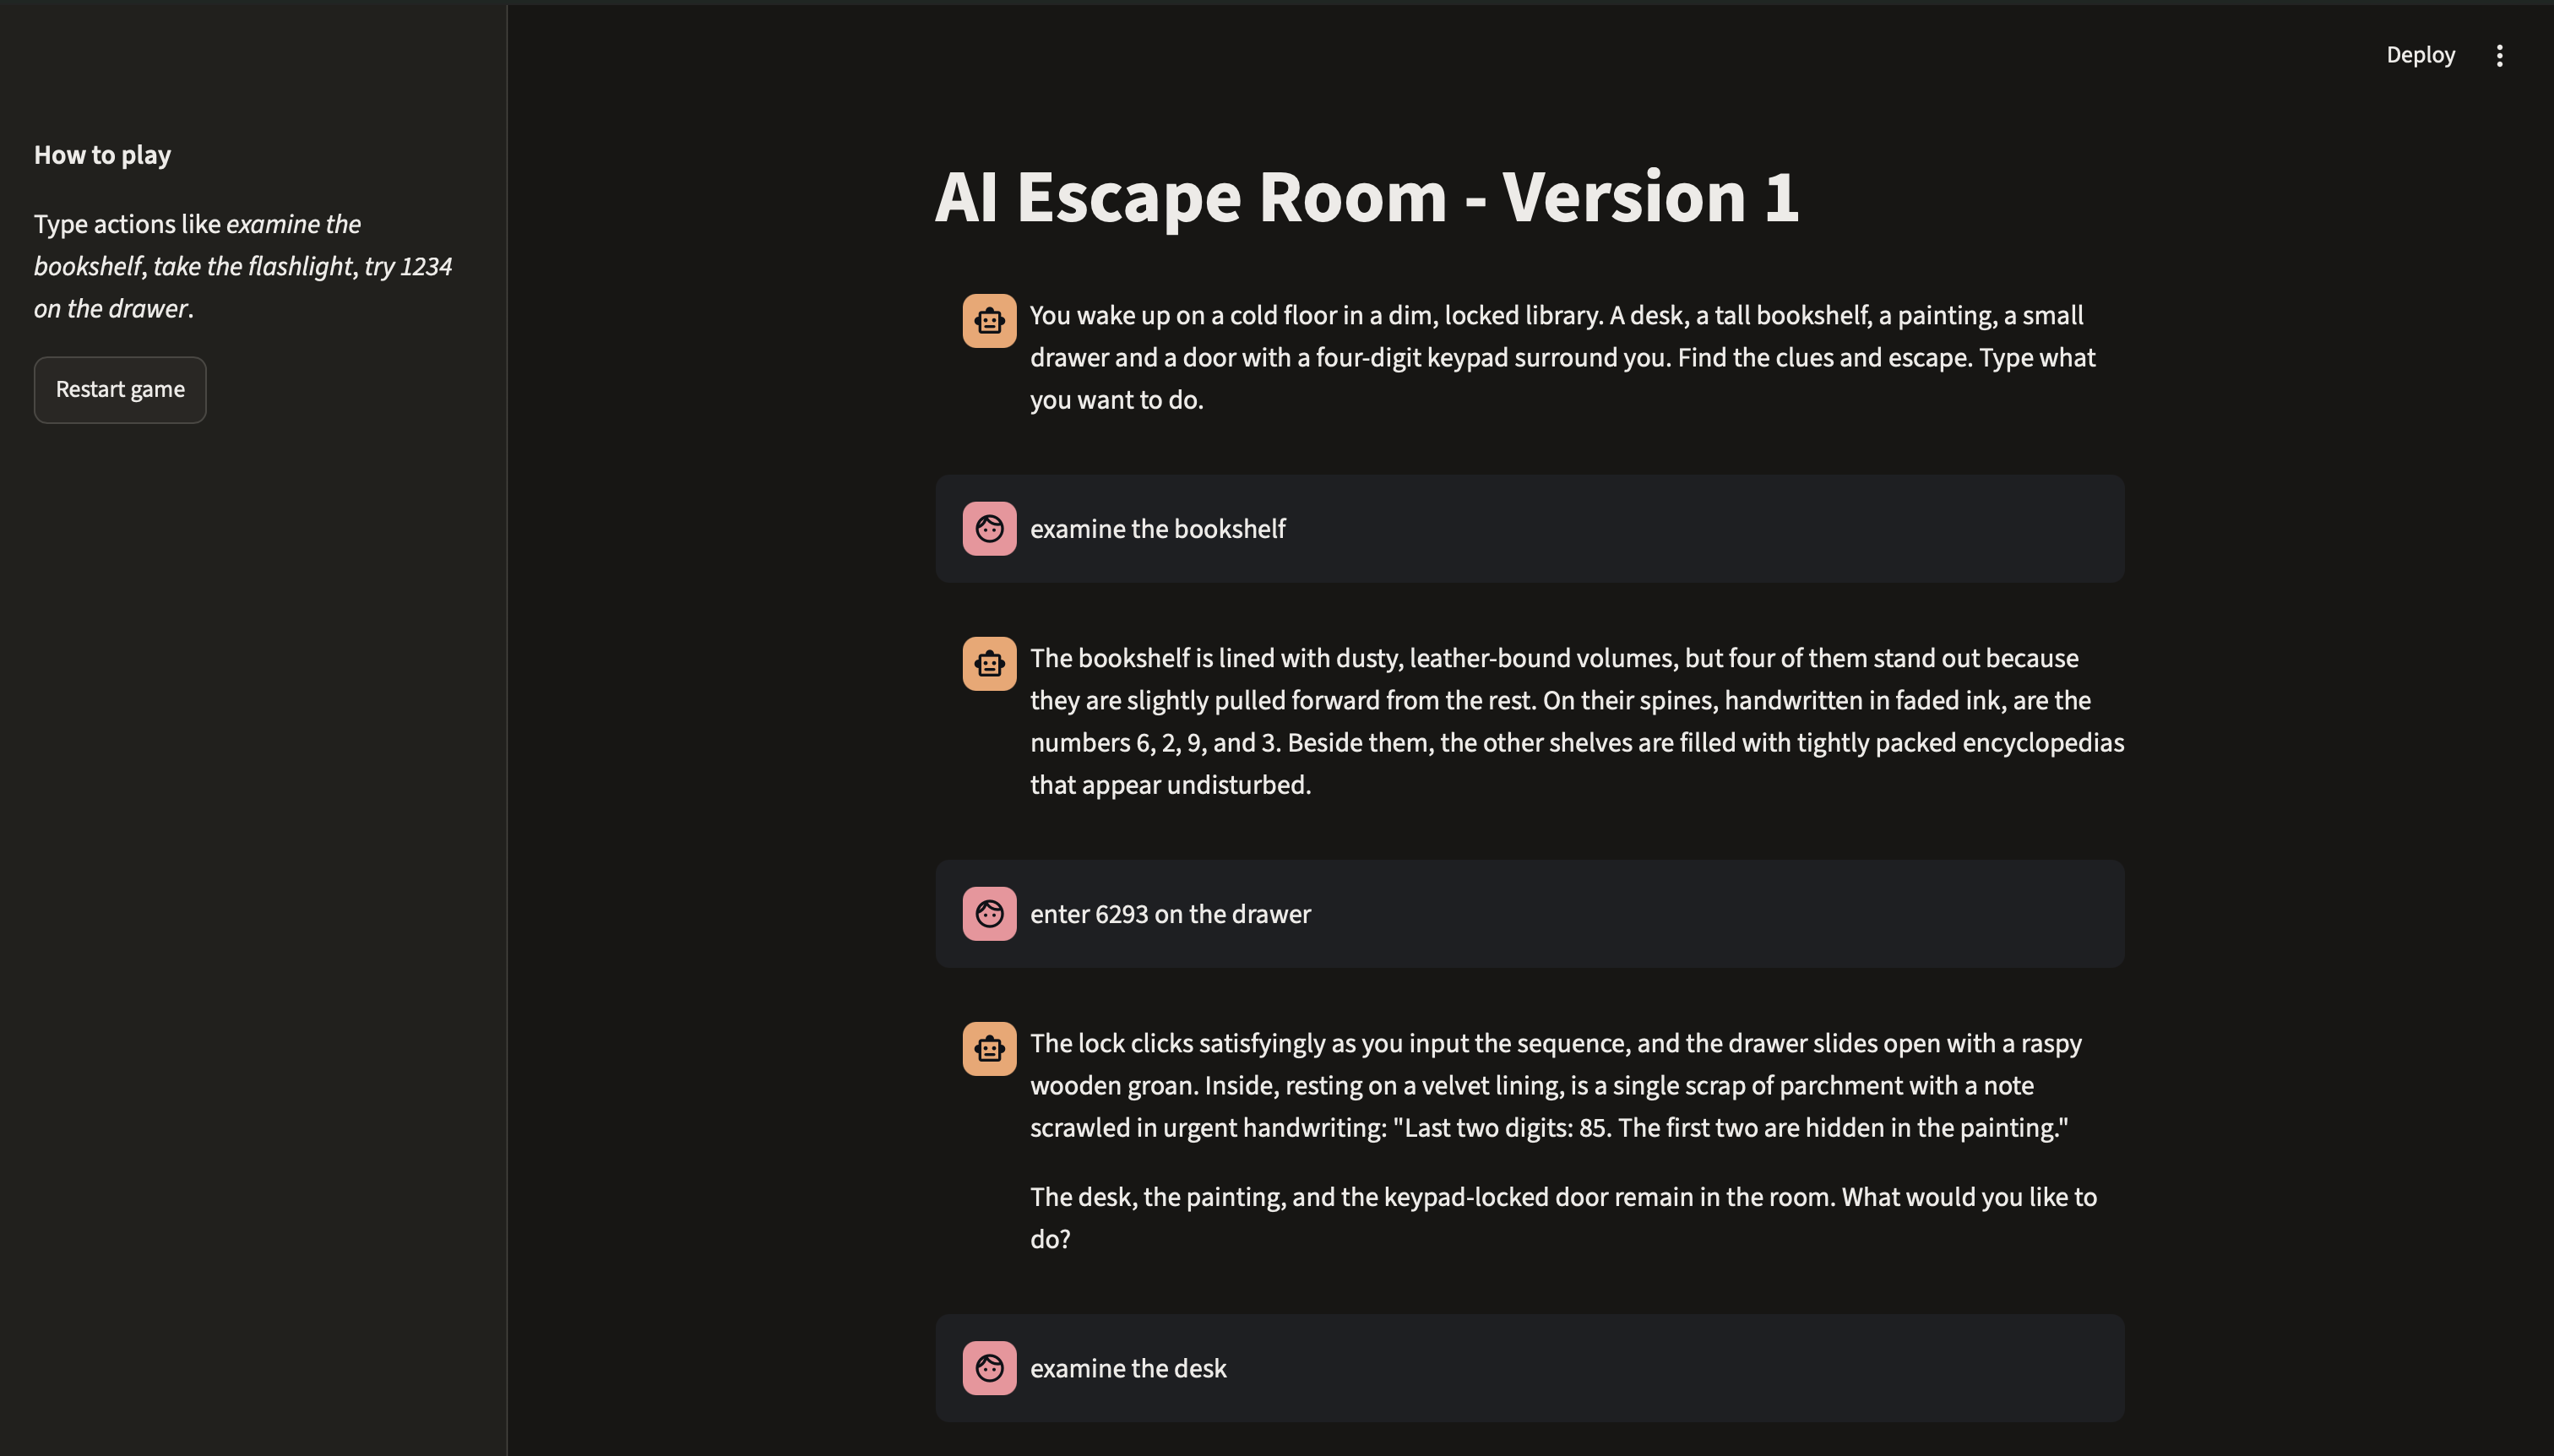 Deploy
How to play
Type actions like examine the
bookshelf, take the flashlight, try 1234
on the drawer.
Restart game
AI Escape Room - Version 1
You wake up on a cold floor in a dim, locked library. A desk, a tall bookshelf, a painting, a small
drawer and a door with a four-digit keypad surround you. Find the clues and escape. Type what
you want to do.
examine the bookshelf
The bookshelf is lined with dusty, leather-bound volumes, but four of them stand out because
they are slightly pulled forward from the rest. On their spines, handwritten in faded ink, are the
numbers 6, 2, 9, and 3. Beside them, the other shelves are filled with tightly packed encyclopedias
that appear undisturbed.
enter 6293 on the drawer
The lock clicks satisfyingly as you input the sequence, and the drawer slides open with a raspy
wooden groan. Inside, resting on a velvet lining, is a single scrap of parchment with a note
scrawled in urgent handwriting: "Last two digits: 85. The first two are hidden in the painting."
The desk, the painting, and the keypad-locked door remain in the room. What would you like to
do?
examine the desk